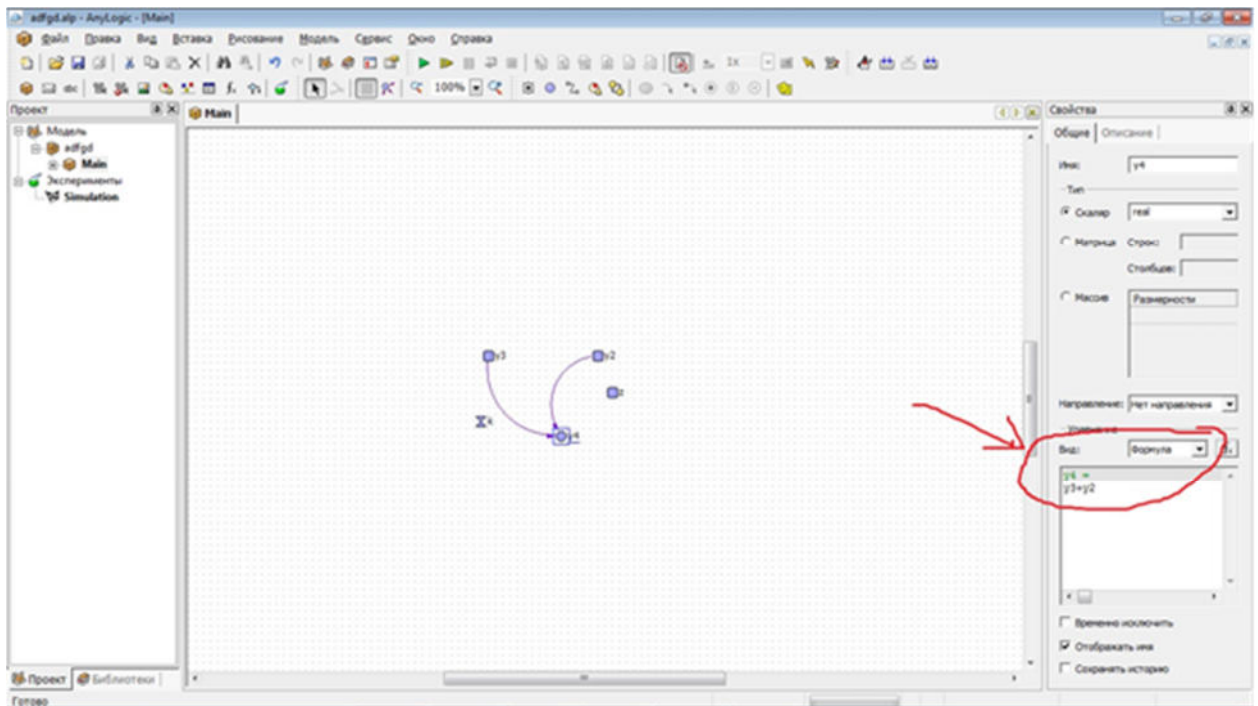 adfgd.alp - AnyLogic - [Main]
Файл Правка Вид Вставка Рисование Модель Сервис Окно Справка
1x
100%
Проект
Main
Свойства
Модель
adfgd
Main
Эксперименты
Simulation
Общие Описание
Имя: y4
Тип
Скаляр real
Матрица Строк:
Столбцов:
Массив Размерности
y3
y2
z
y4
Направление: Нет направления
Вид: Формула
y4 =
y3+y2
Временно исключить
Отображать имя
Сохранять историю
Проект Библиотеки
Готово